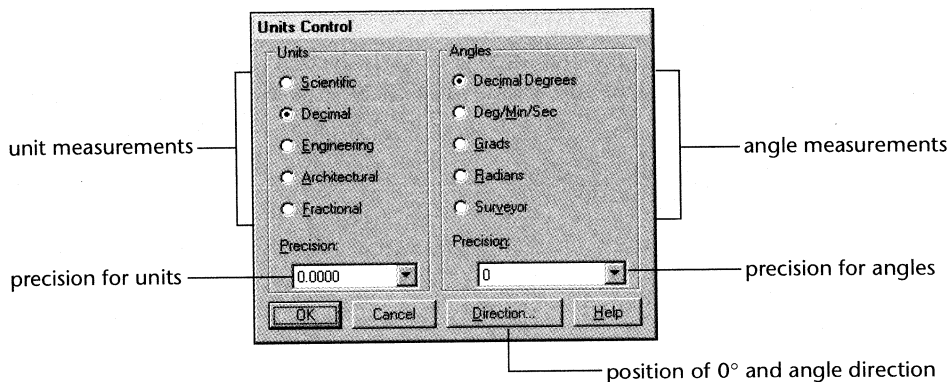 Units Control
Units
Scientific
Decimal
Engineering
Architectural
Fractional
Precision:
0.0000
Angles
Decimal Degrees
Deg/Min/Sec
Grads
Radians
Surveyor
Precision:
0
OK
Cancel
Direction...
Help
unit measurements
precision for units
angle measurements
precision for angles
position of 0° and angle direction